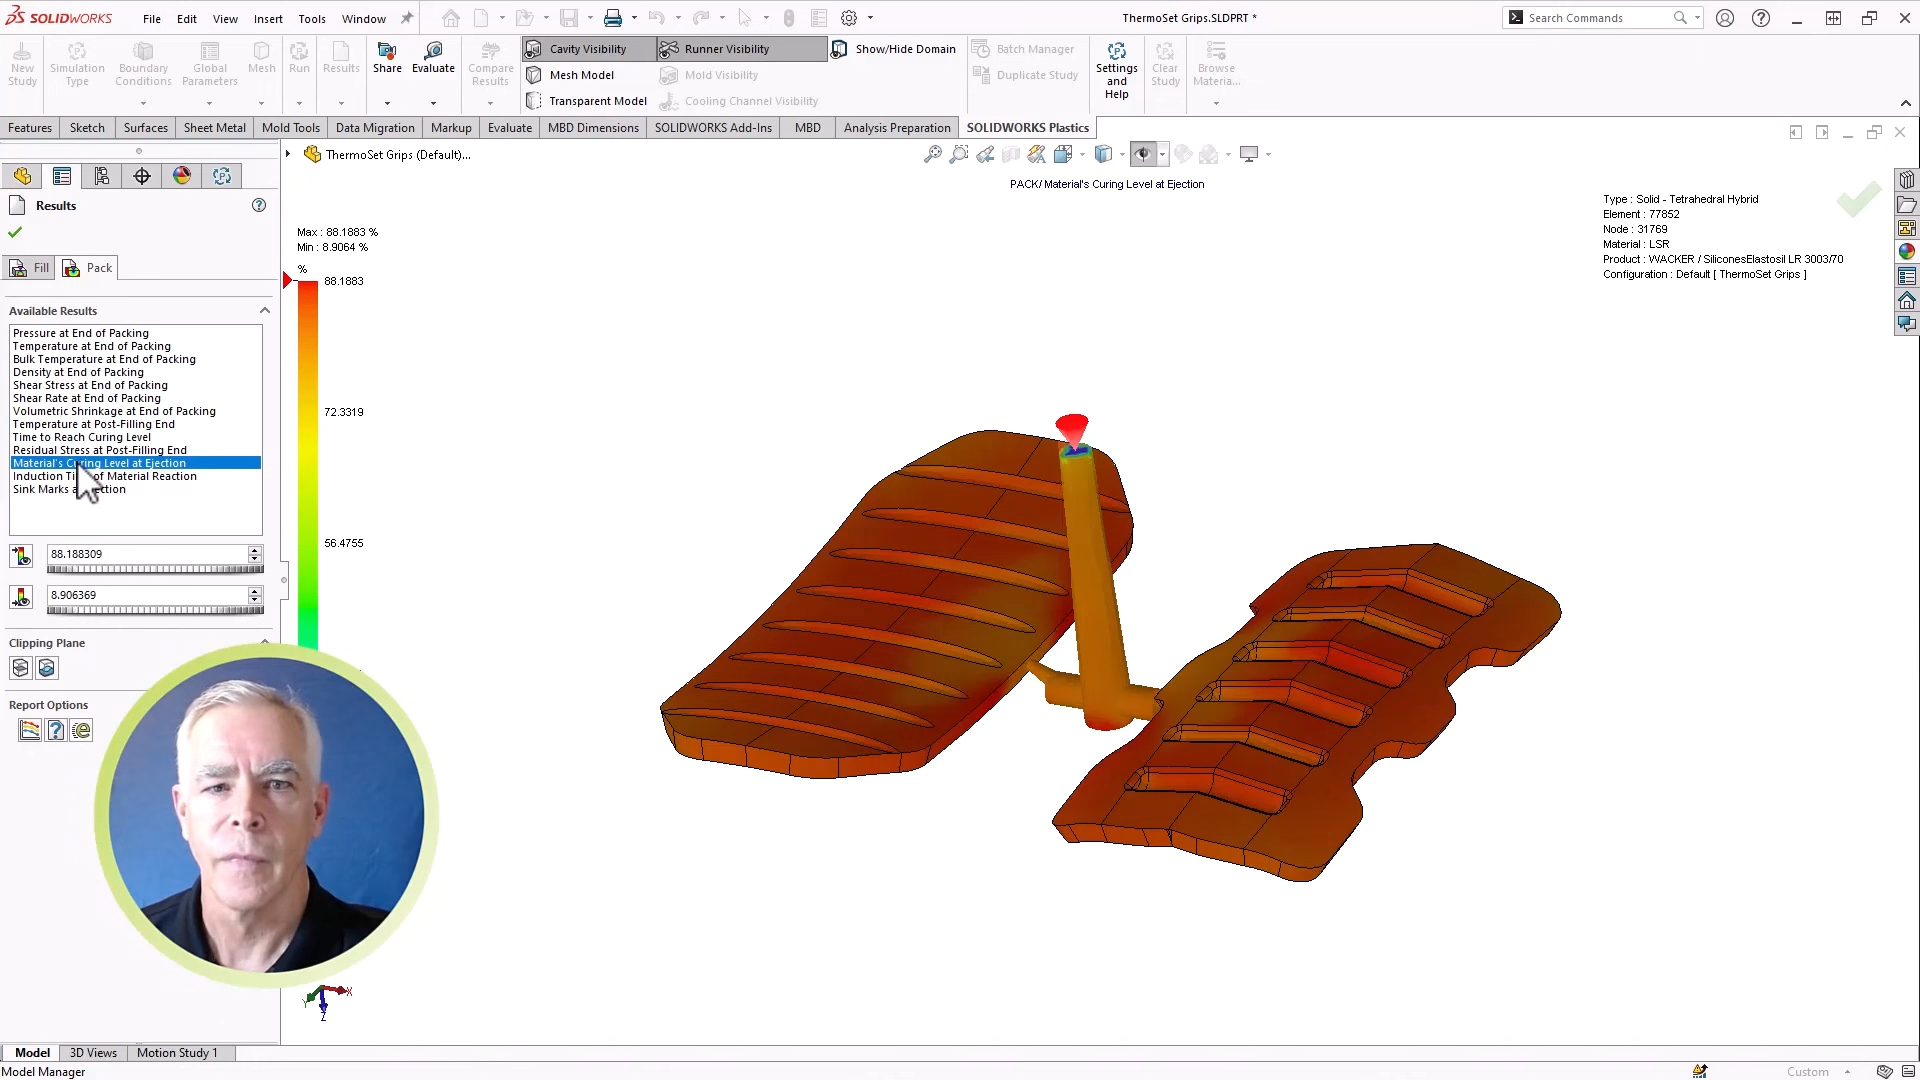 SOLIDWORKS
File
Edit
View
Insert
Tools
Window
ThermoSet Grips.SLDPRT *
Search Commands
New
Study
Simulation
Type
Boundary
Conditions
Global
Parameters
Mesh
Run
Results
Share
Evaluate
Compare
Results
Cavity Visibility
Runner Visibility
Show/Hide Domain
Mesh Model
Mold Visibility
Transparent Model
Cooling Channel Visibility
Batch Manager
Duplicate Study
Settings
and
Help
Clear
Study
Browse
Materia...
Features
Sketch
Surfaces
Sheet Metal
Mold Tools
Data Migration
Markup
Evaluate
MBD Dimensions
SOLIDWORKS Add-Ins
MBD
Analysis Preparation
SOLIDWORKS Plastics
ThermoSet Grips (Default)...
PACK/ Material's Curing Level at Ejection
Type : Solid - Tetrahedral Hybrid
Element : 77852
Node : 31769
Material : LSR
Product : WACKER / SiliconesElastosil LR 3003/70
Configuration : Default [ ThermoSet Grips ]
Results
Fill
Pack
Available Results
Pressure at End of Packing
Temperature at End of Packing
Bulk Temperature at End of Packing
Density at End of Packing
Shear Stress at End of Packing
Shear Rate at End of Packing
Volumetric Shrinkage at End of Packing
Temperature at Post-Filling End
Time to Reach Curing Level
Residual Stress at Post-Filling End
Material's Curing Level at Ejection
Induction of Material Reaction
Sink Marks
88.188309
8.906369
Clipping Plane
Report Options
Max : 88.1883 %
Min : 8.9064 %
%
88.1883
72.3319
56.4755
X
Y
Z
Model
3D Views
Motion Study 1
Model Manager
Custom